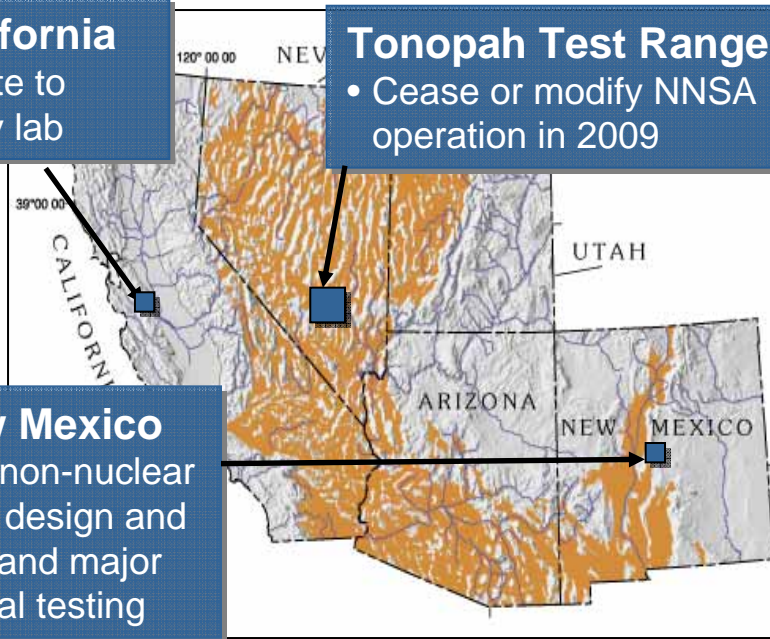 fornia
te to
lab
120° 00 00
NEV
Tonopah Test Range
• Cease or modify NNSA
operation in 2009
39°00 00
CALIFORNI
UTAH
ARIZONA
NEW MEXICO
Mexico
non-nuclear
design and
and major
al testing